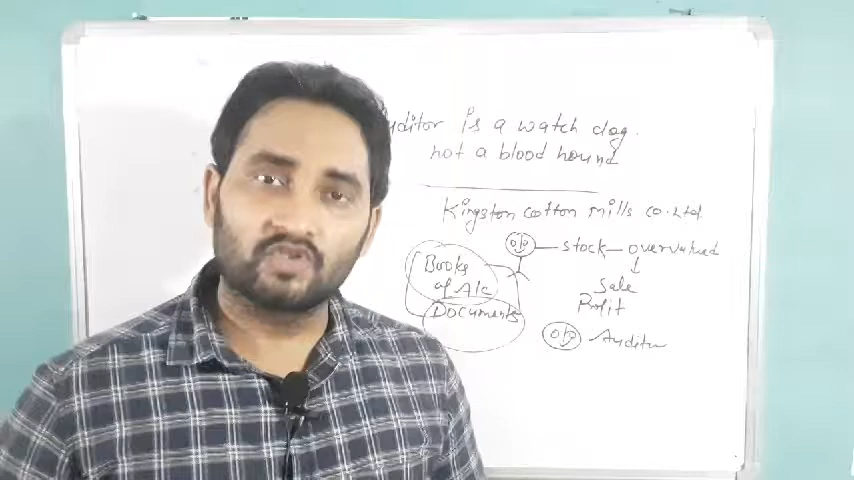 Auditor is a watch dog.
not a blood hound
Kingston cotton mills co. Ltd.
O/P — stock — overvalued
Books
of A/c
Sale
Profit
Documents
O/P Auditor